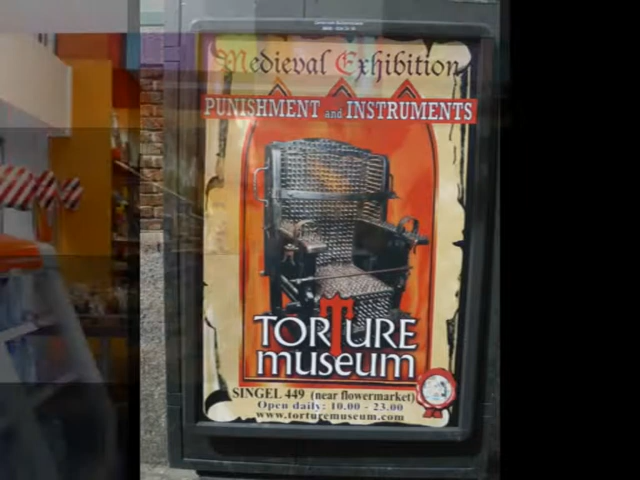 Medieval Exhibition
PUNISHMENT and INSTRUMENTS
TORTURE
museum
SINGEL 449 (near flowermarket)
Open daily: 10.00 - 23.00
www.torturemuseum.com